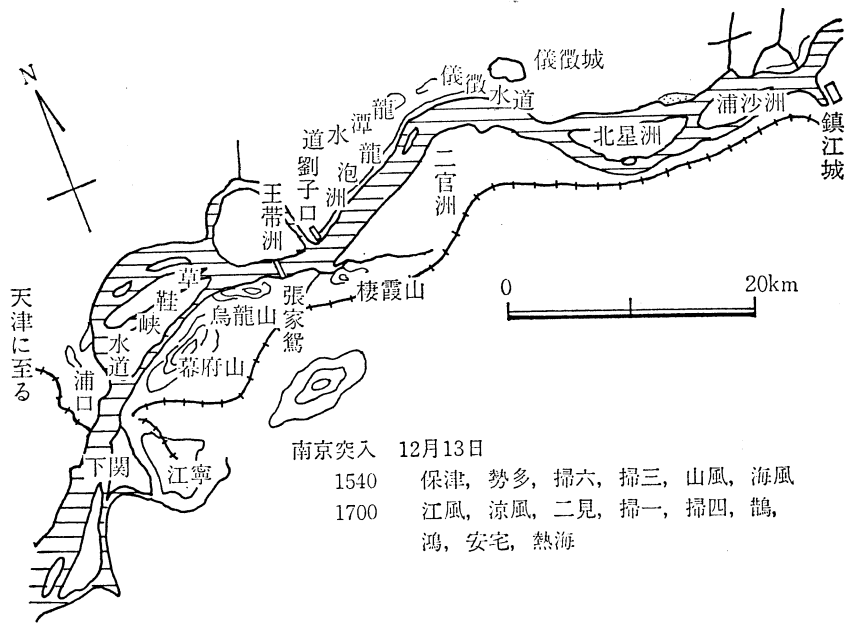 N
儀徴城
儀徴水道
浦沙洲
北星洲
鎮江城
龍潭水道
劉子口
龍泡洲
二官洲
王帯洲
草鞋峡水道
棲霞山
張家鴛
烏龍山
幕府山
0 20km
天津に至る
浦口
下関
江寧
南京突入 12月13日
1540 保津，勢多，掃六，掃三，山風，海風
1700 江風，涼風，二見，掃一，掃四，鵲，
鴻，安宅，熱海